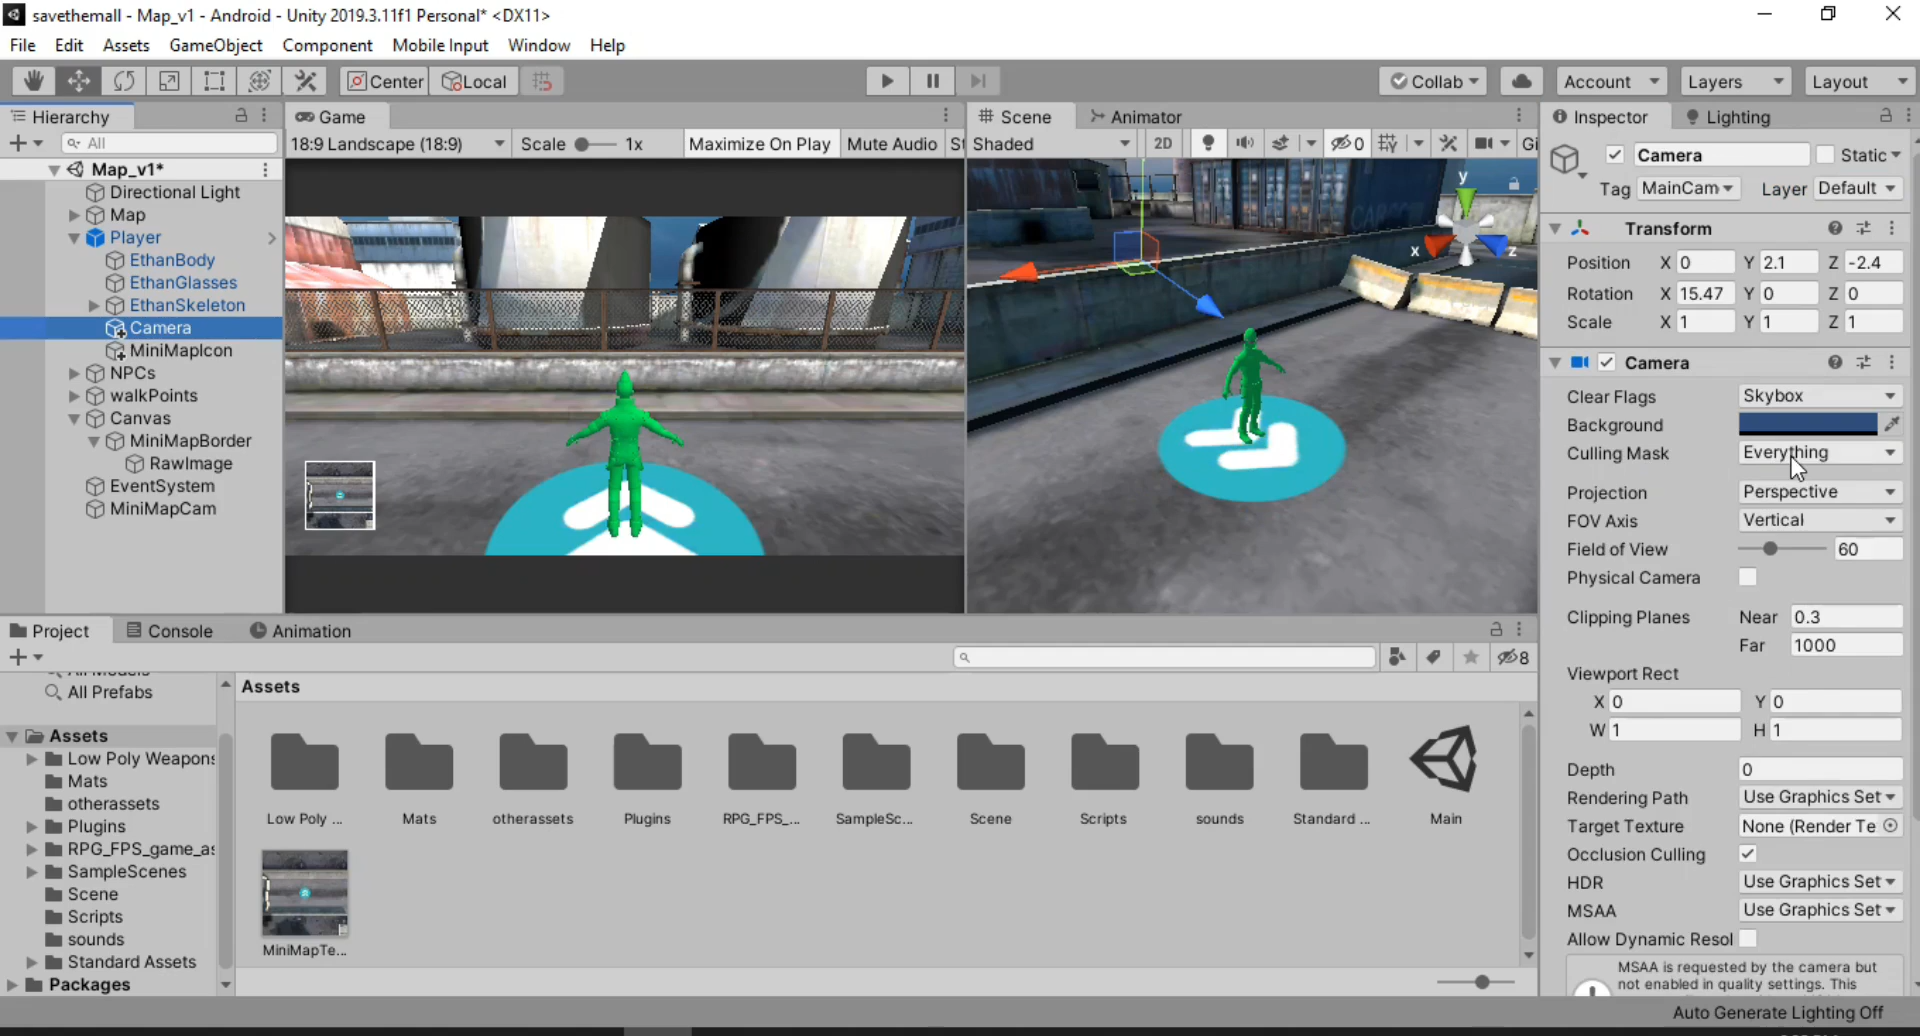 savethemall - Map_v1 - Android - Unity 2019.3.11f1 Personal* <DX11>
File Edit Assets GameObject Component Mobile Input Window Help
Center Local Collab Account Layers Layout
Hierarchy
All
Map_v1*
Directional Light
Map
Player
EthanBody
EthanGlasses
EthanSkeleton
Camera
MiniMapIcon
NPCs
walkPoints
Canvas
MiniMapBorder
RawImage
EventSystem
MiniMapCam
Game
18:9 Landscape (18:9) Scale 1x Maximize On Play Mute Audio St
Scene Animator
Shaded 2D 0 Gi
y
x z
Inspector Lighting
Camera Static
Tag MainCam Layer Default
Transform
Position X 0 Y 2.1 Z -2.4
Rotation X 15.47 Y 0 Z 0
Scale X 1 Y 1 Z 1
Camera
Clear Flags Skybox
Background
Culling Mask Everything
Projection Perspective
FOV Axis Vertical
Field of View 60
Physical Camera
Clipping Planes Near 0.3
Far 1000
Viewport Rect
X 0 Y 0
W 1 H 1
Depth 0
Rendering Path Use Graphics Set
Target Texture None (Render Te
Occlusion Culling
HDR Use Graphics Set
MSAA Use Graphics Set
Allow Dynamic Resol
MSAA is requested by the camera but
not enabled in quality settings. This
Project Console Animation
8
All Prefabs
Assets
Low Poly Weapons
Mats
otherassets
Plugins
RPG_FPS_game_as
SampleScenes
Scene
Scripts
sounds
Standard Assets
Packages
Assets
Low Poly ... Mats otherassets Plugins RPG_FPS_... SampleSc... Scene Scripts sounds Standard ... Main
MiniMapTe...
Auto Generate Lighting Off